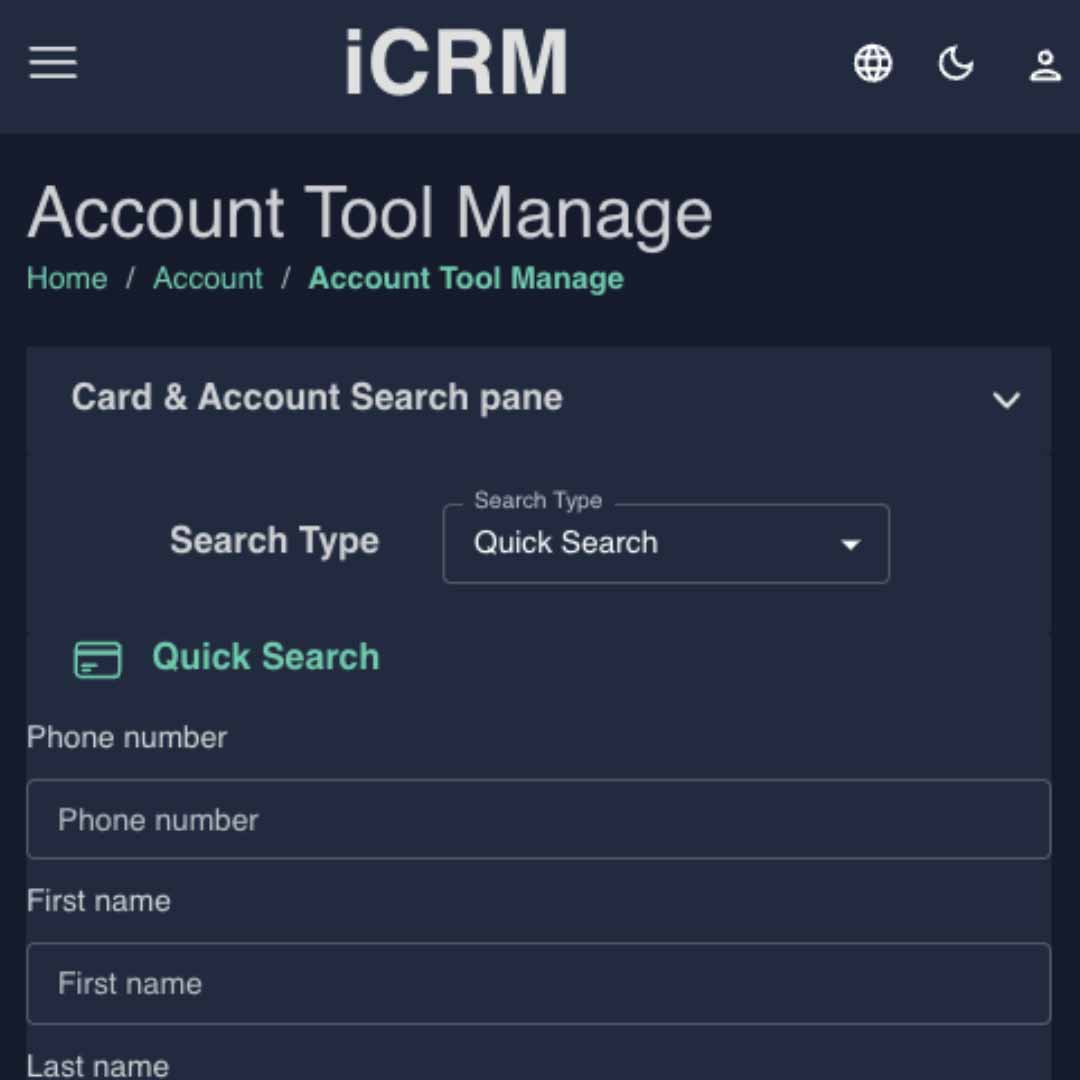 iCRM
Account Tool Manage
Home / Account / Account Tool Manage
Card & Account Search pane
Search Type
Search Type
Quick Search
Quick Search
Phone number
Phone number
First name
First name
Last name